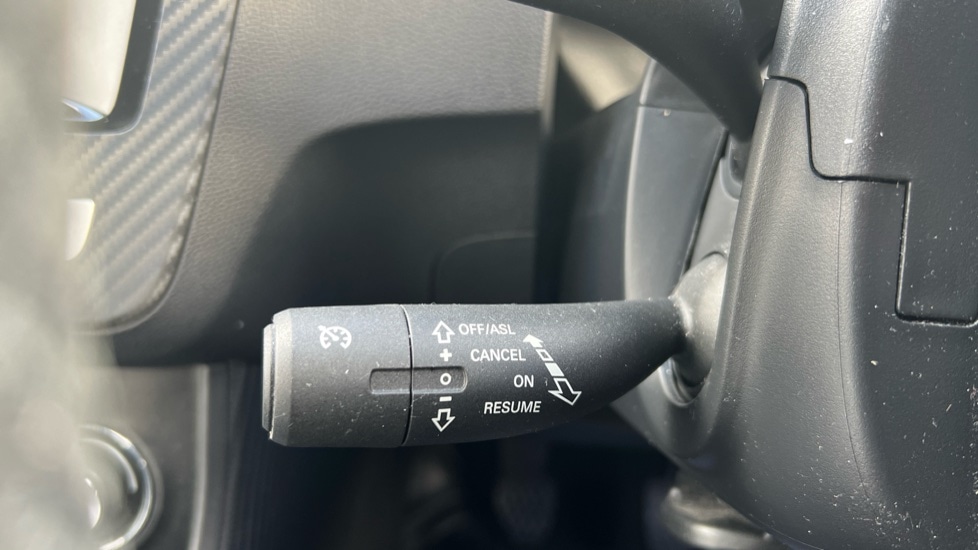 OFF/ASL
+ CANCEL
O ON
- RESUME